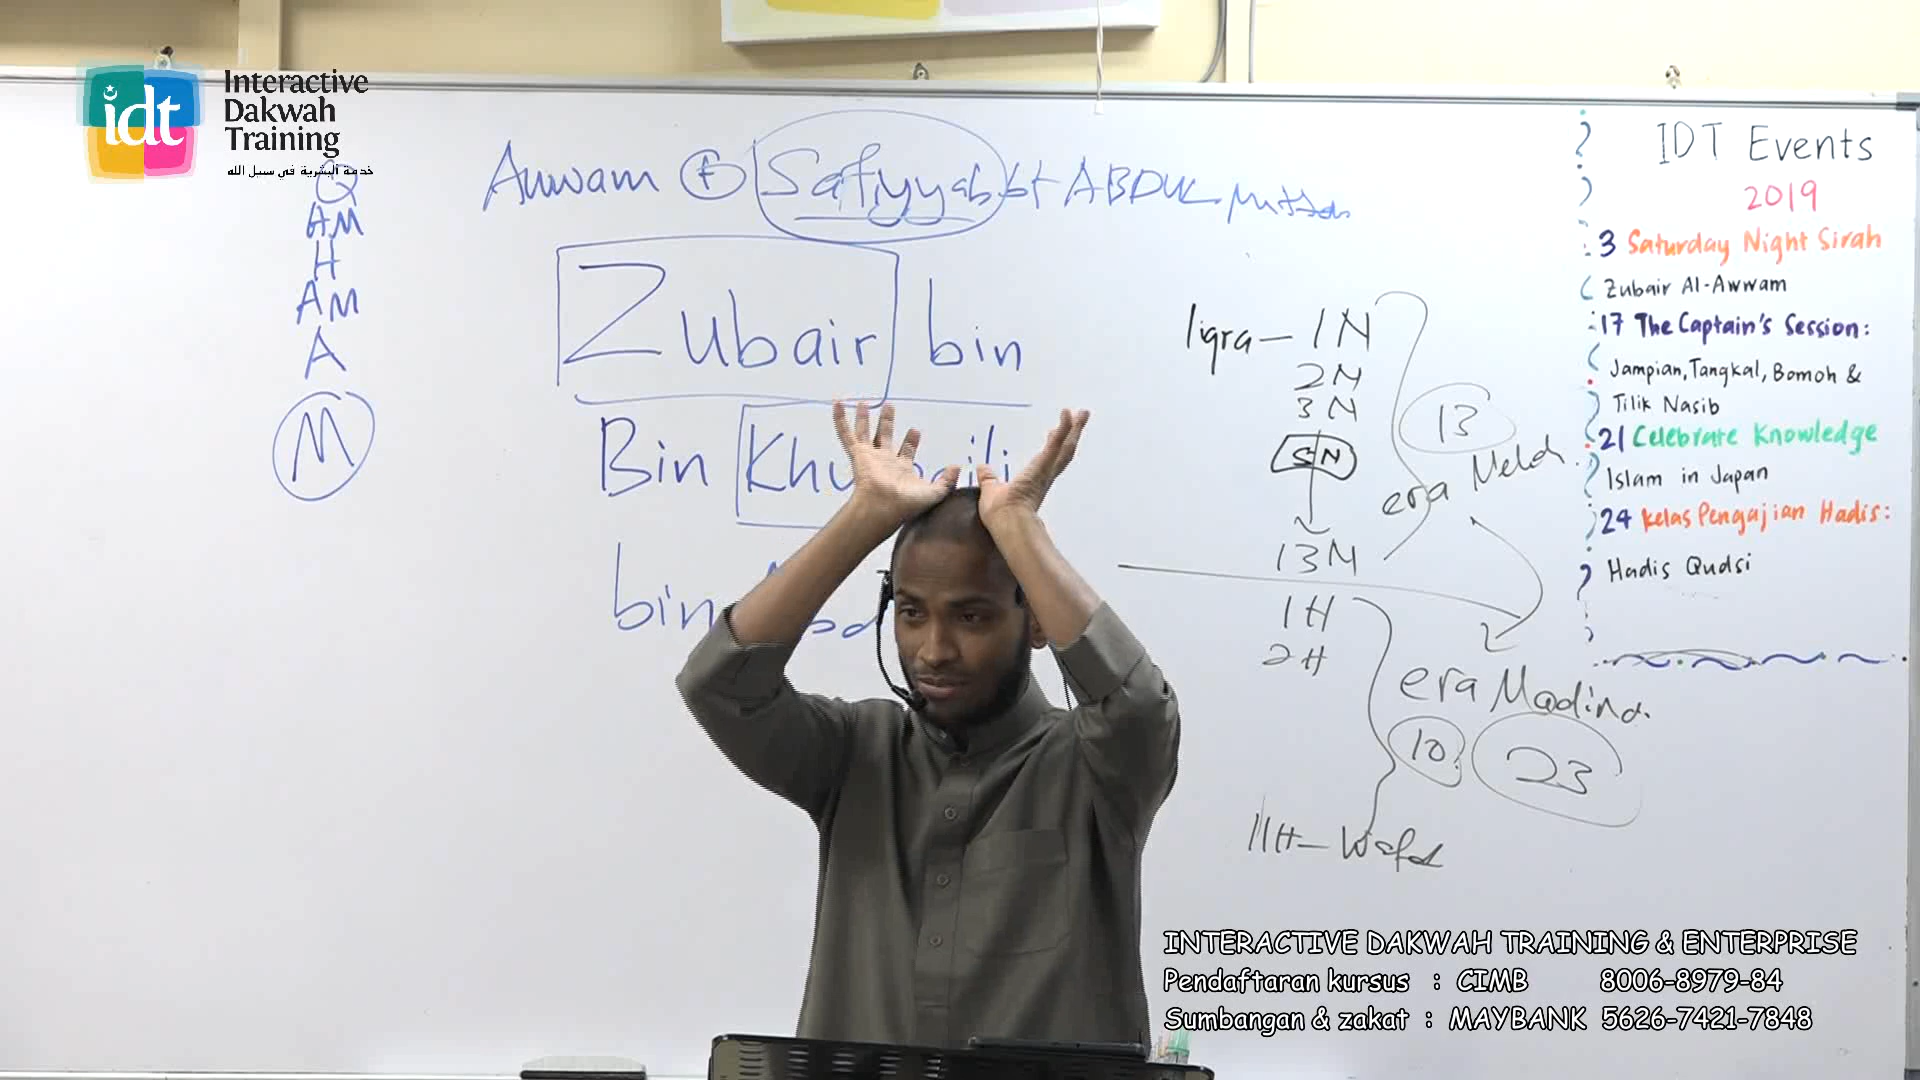 idt
Interactive
Dakwah
Training
خدمة البشرية في سبيل الله
Q
AM
H
AM
A
M
Awwam + Safiyyah bt ABDUL
Zubair bin
Bin
bin
Iqra — 1N
2N
3N
5N
13N
13
era
1H
2H
era Madina
10
23
11H —
IDT Events
2019
3 Saturday Night Sirah
Zubair Al-Awwam
17 The Captain's Session:
Jampian, Tangkal, Bomoh &
Tilik Nasib
21 Celebrate Knowledge
Islam in Japan
24 Kelas Pengajian Hadis:
Hadis Qudsi
INTERACTIVE DAKWAH TRAINING & ENTERPRISE
Pendaftaran kursus : CIMB 8006-8979-84
Sumbangan & zakat : MAYBANK 5626-7421-7848